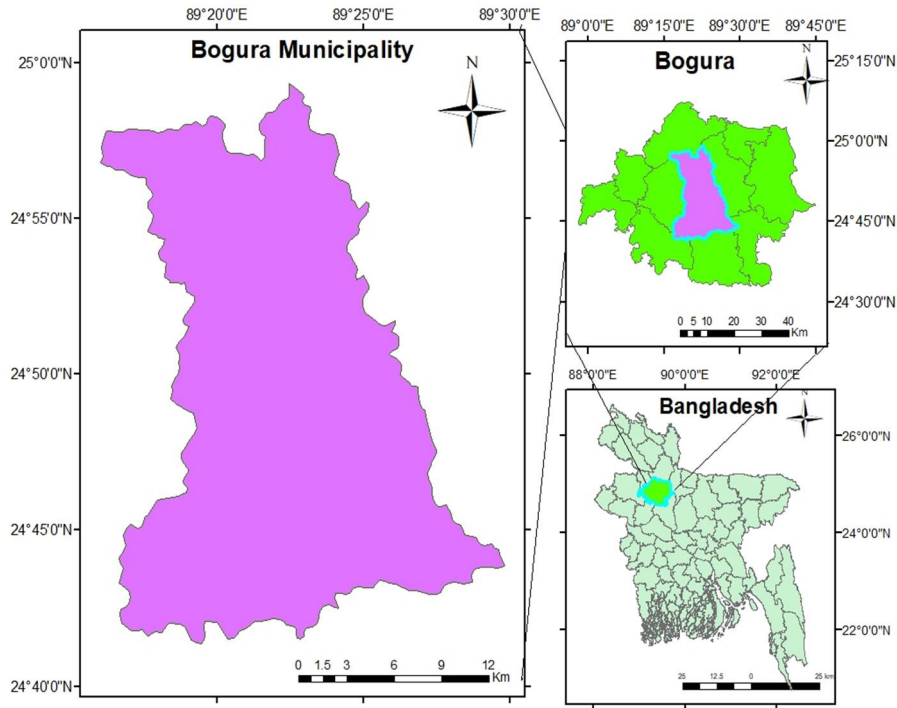 89°20'0"E 89°25'0"E 89°30'0"E
Bogura Municipality
N
25°0'0"N
24°55'0"N
24°50'0"N
24°45'0"N
24°40'0"N
0 1.5 3 6 9 12
Km
89°0'0"E 89°15'0"E 89°30'0"E 89°45'0"E
Bogura
N
25°15'0"N
25°0'0"N
24°45'0"N
24°30'0"N
0 5 10 20 30 40
Km
88°0'0"E 90°0'0"E 92°0'0"E
Bangladesh
N
26°0'0"N
24°0'0"N
22°0'0"N
25 12.5 0 25 km